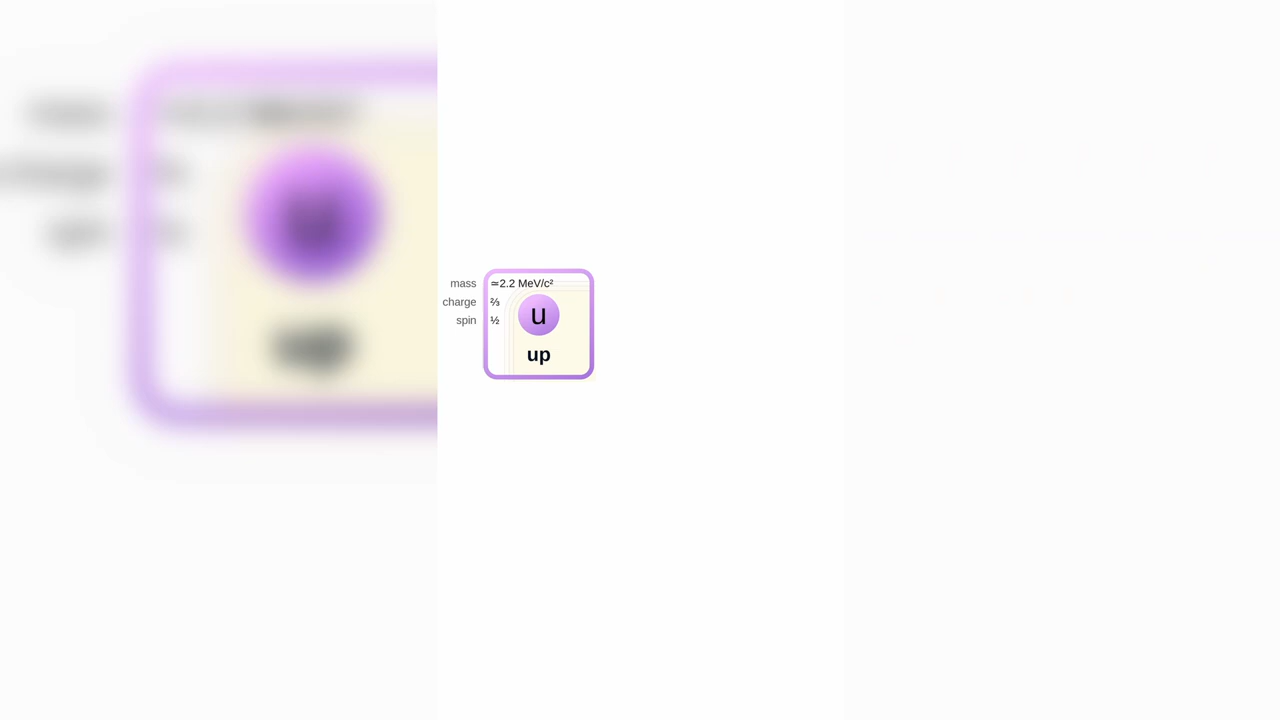 mass ≃2.2 MeV/c²
charge ⅔
spin ½
u
up